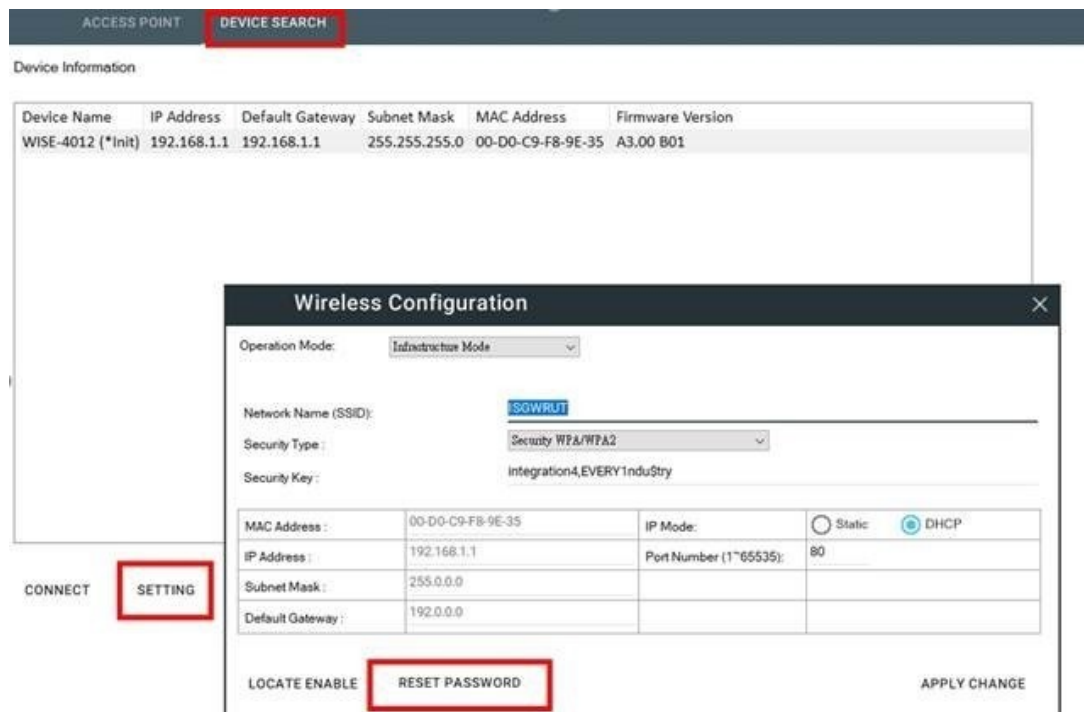 ACCESS POINT DEVICE SEARCH
Device Information
Device Name IP Address Default Gateway Subnet Mask MAC Address Firmware Version
WISE-4012 (*Init) 192.168.1.1 192.168.1.1 255.255.255.0 00-D0-C9-F8-9E-35 A3.00 B01
Wireless Configuration
Operation Mode: Infrastructure Mode
Network Name (SSID): ISGWRUT
Security Type : Security WPA/WPA2
Security Key : integration4,EVERY1ndu$try
MAC Address : 00-D0-C9-F8-9E-35 IP Mode: Static DHCP
IP Address : 192.168.1.1 Port Number (1~65535): 80
Subnet Mask : 255.0.0.0
Default Gateway : 192.0.0.0
CONNECT SETTING
LOCATE ENABLE RESET PASSWORD APPLY CHANGE